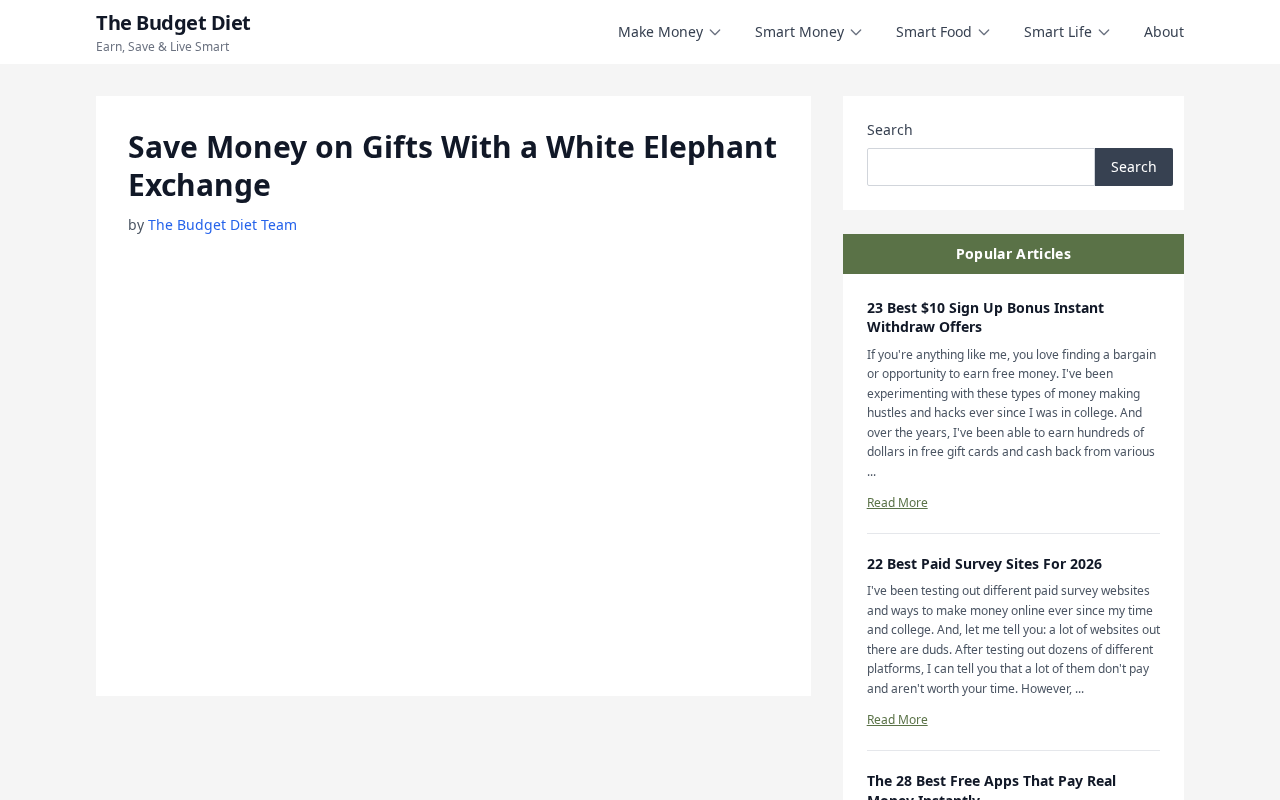 The Budget Diet
Earn, Save & Live Smart
Make Money
Smart Money
Smart Food
Smart Life
About
Save Money on Gifts With a White Elephant
Exchange
by The Budget Diet Team
Search
Search
Popular Articles
23 Best $10 Sign Up Bonus Instant
Withdraw Offers
If you're anything like me, you love finding a bargain
or opportunity to earn free money. I've been
experimenting with these types of money making
hustles and hacks ever since I was in college. And
over the years, I've been able to earn hundreds of
dollars in free gift cards and cash back from various
...
Read More
22 Best Paid Survey Sites For 2026
I've been testing out different paid survey websites
and ways to make money online ever since my time
and college. And, let me tell you: a lot of websites out
there are duds. After testing out dozens of different
platforms, I can tell you that a lot of them don't pay
and aren't worth your time. However, ...
Read More
The 28 Best Free Apps That Pay Real
Money Instantly